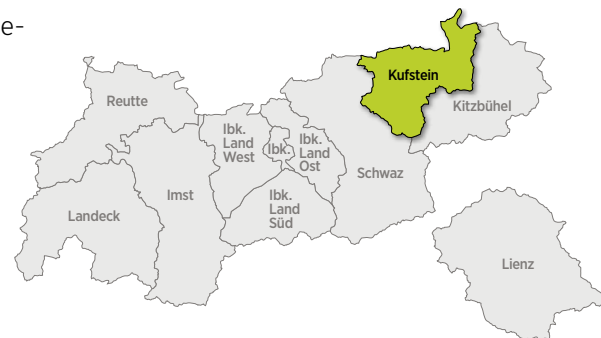 e-
Kufstein
Reutte
Kitzbühel
Ibk.
Land
West
Ibk.
Ibk.
Land
Ost
Schwaz
Imst
Ibk.
Land
Süd
Landeck
Lienz